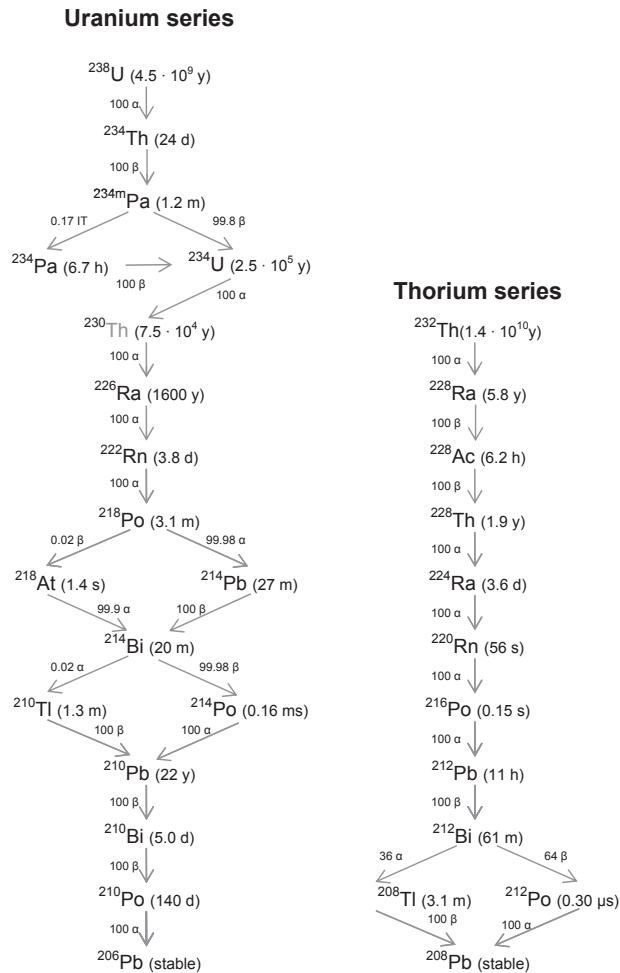 Uranium series
²³⁸U (4.5 · 10⁹ y)
100 α
²³⁴Th (24 d)
100 β
²³⁴ᵐPa (1.2 m)
0.17 IT 99.8 β
²³⁴Pa (6.7 h) 100 β ²³⁴U (2.5 · 10⁵ y)
100 α
²³⁰Th (7.5 · 10⁴ y)
100 α
²²⁶Ra (1600 y)
100 α
²²²Rn (3.8 d)
100 α
²¹⁸Po (3.1 m)
0.02 β 99.98 α
²¹⁸At (1.4 s) ²¹⁴Pb (27 m)
99.9 α 100 β
²¹⁴Bi (20 m)
0.02 α 99.98 β
²¹⁰Tl (1.3 m) ²¹⁴Po (0.16 ms)
100 β 100 α
²¹⁰Pb (22 y)
100 β
²¹⁰Bi (5.0 d)
100 β
²¹⁰Po (140 d)
100 α
²⁰⁶Pb (stable)
Thorium series
²³²Th(1.4 · 10¹⁰y)
100 α
²²⁸Ra (5.8 y)
100 β
²²⁸Ac (6.2 h)
100 β
²²⁸Th (1.9 y)
100 α
²²⁴Ra (3.6 d)
100 α
²²⁰Rn (56 s)
100 α
²¹⁶Po (0.15 s)
100 α
²¹²Pb (11 h)
100 β
²¹²Bi (61 m)
36 α 64 β
²⁰⁸Tl (3.1 m) ²¹²Po (0.30 µs)
100 β 100 α
²⁰⁸Pb (stable)